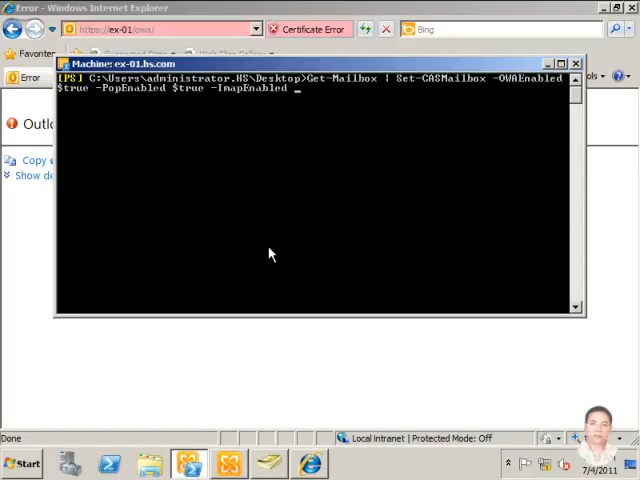 Error - Windows Internet Explorer
https://ex-01/owa/
Certificate Error
Bing
Favorites
Error
Machine: ex-01.hs.com
[PS] C:\Users\administrator.HS\Desktop>Get-Mailbox | Set-CASMailbox -OWAEnabled
$true -PopEnabled $true -ImapEnabled _
Outlo
Copy e
Show de
Done
Local intranet | Protected Mode: Off
Start
7/4/2011